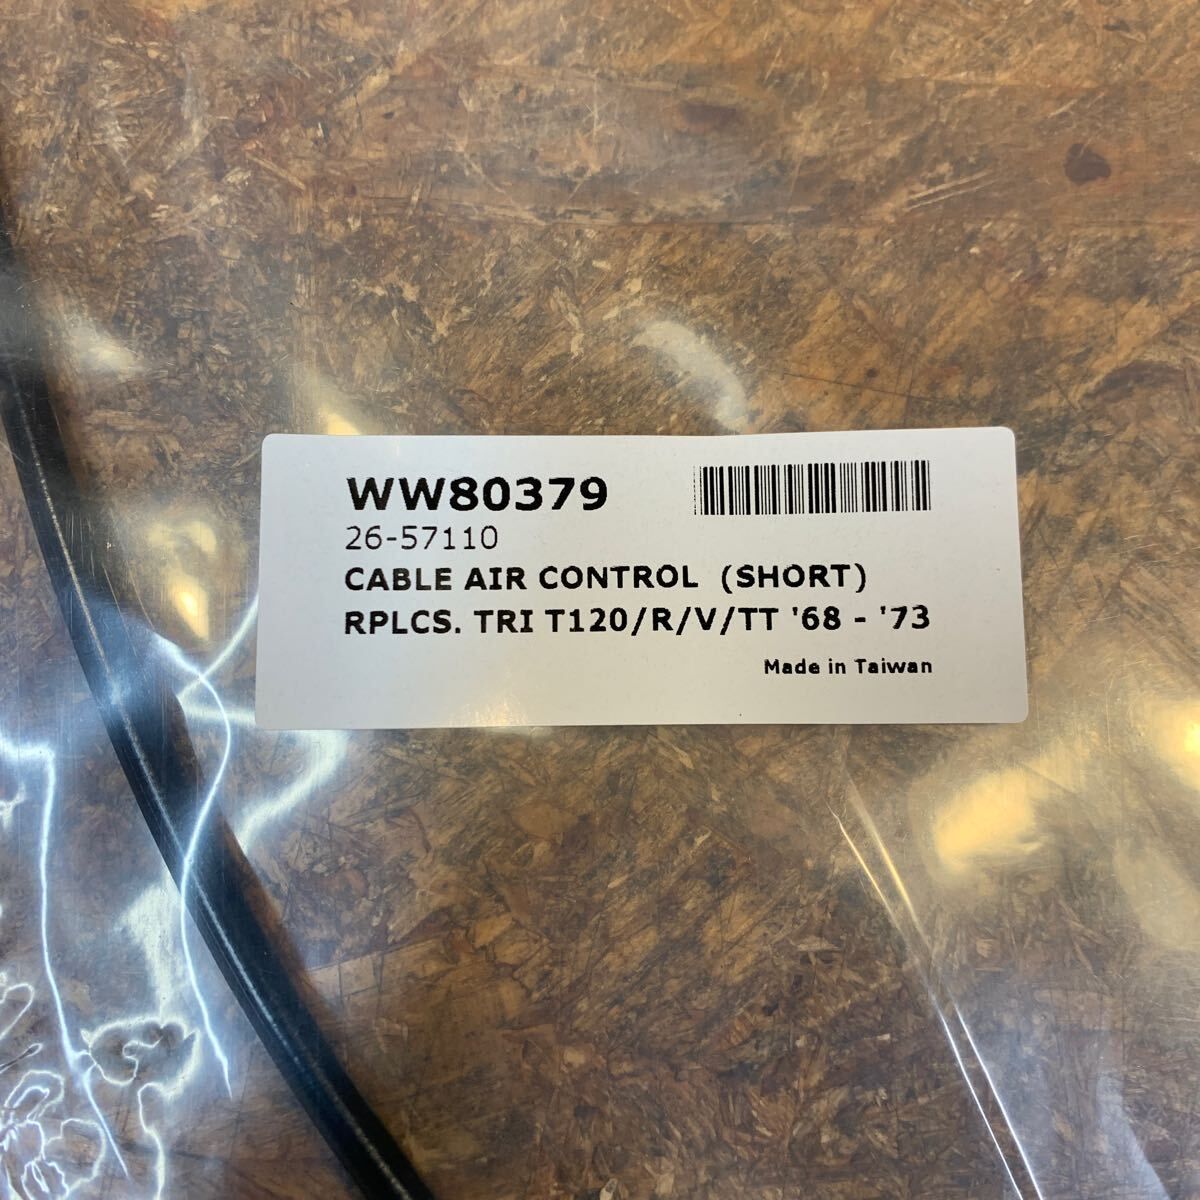 WW80379
26-57110
CABLE AIR CONTROL (SHORT)
RPLCS. TRI T120/R/V/TT '68 - '73
Made in Taiwan